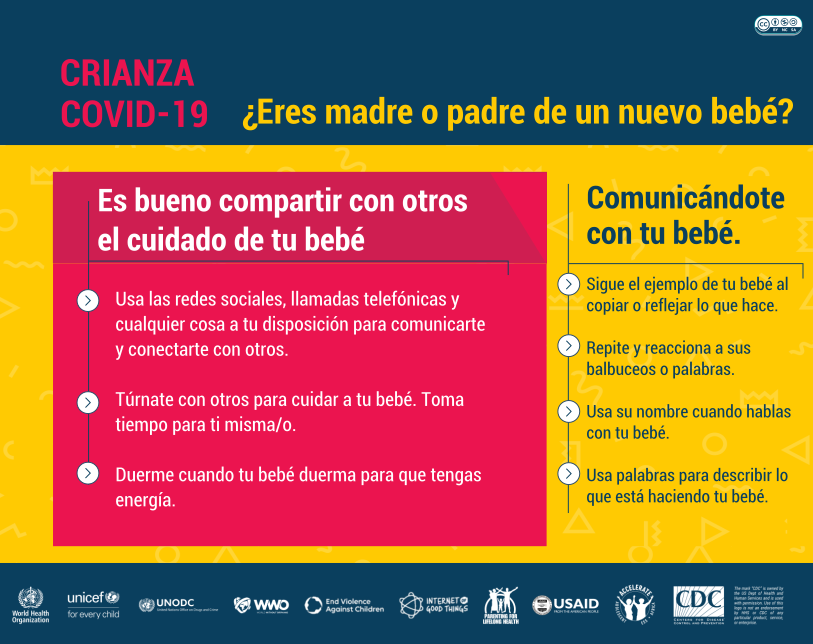 CRIANZA
COVID-19
¿Eres madre o padre de un nuevo bebé?
Es bueno compartir con otros
el cuidado de tu bebé
Usa las redes sociales, llamadas telefónicas y
cualquier cosa a tu disposición para comunicarte
y conectarte con otros.
Túrnate con otros para cuidar a tu bebé. Toma
tiempo para ti misma/o.
Duerme cuando tu bebé duerma para que tengas
energía.
Comunicándote
con tu bebé.
Sigue el ejemplo de tu bebé al
copiar o reflejar lo que hace.
Repite y reacciona a sus
balbuceos o palabras.
Usa su nombre cuando hablas
con tu bebé.
Usa palabras para describir lo
que está haciendo tu bebé.
cc BY NC SA
World Health
Organization
unicef
for every child
UNODC
United Nations Office on Drugs and Crime
WWO
End Violence
Against Children
INTERNET OF
GOOD THINGS
PARENTING FOR
LIFELONG HEALTH
USAID
FROM THE AMERICAN PEOPLE
ACCELERATE
CDC
CENTERS FOR DISEASE
CONTROL AND PREVENTION
The mark "CDC" is owned by
the US Dept of Health and
Human Services and is used
with permission. Use of this
logo is not an endorsement
by HHS or CDC of any
particular product, service,
or enterprise.